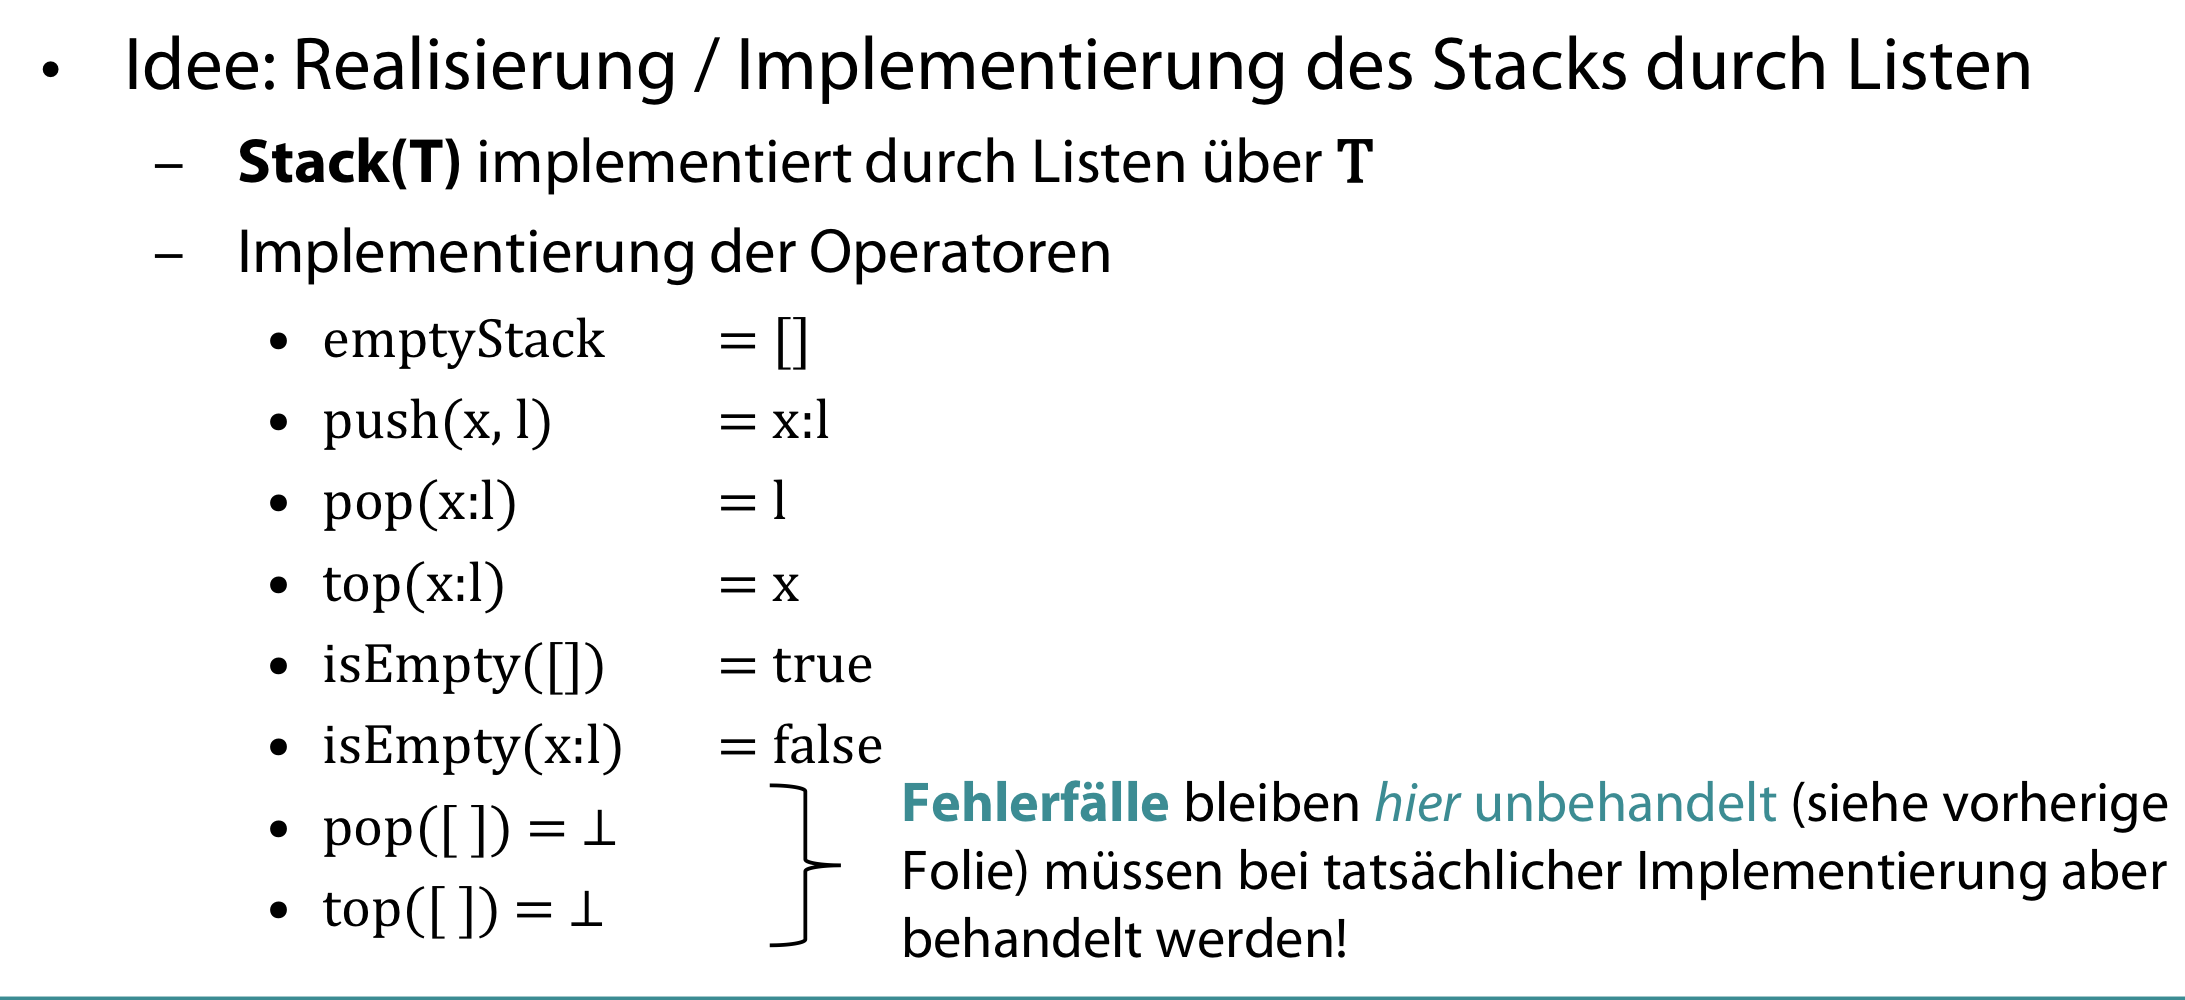 • Idee: Realisierung / Implementierung des Stacks durch Listen
– Stack(T) implementiert durch Listen über T
– Implementierung der Operatoren
• emptyStack = []
• push(x, l) = x:l
• pop(x:l) = l
• top(x:l) = x
• isEmpty([]) = true
• isEmpty(x:l) = false
• pop([ ]) = ⊥
• top([ ]) = ⊥
Fehlerfälle bleiben hier unbehandelt (siehe vorherige
Folie) müssen bei tatsächlicher Implementierung aber
behandelt werden!